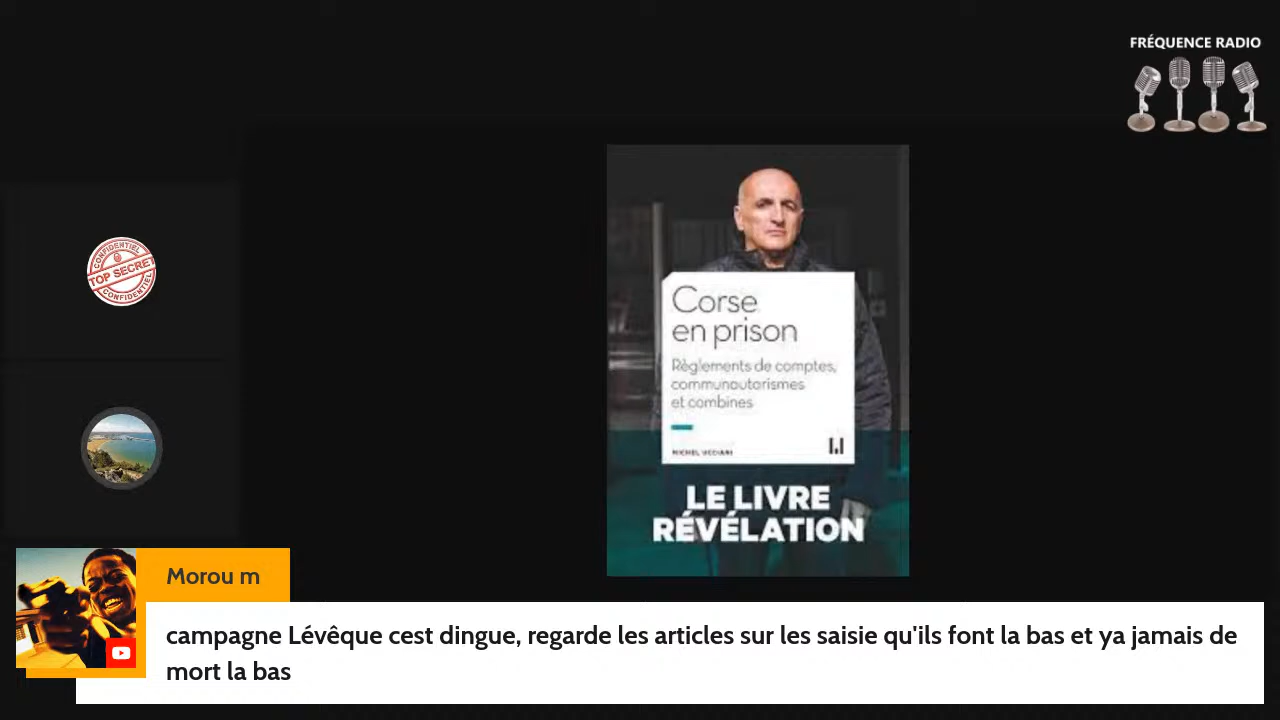 FRÉQUENCE RADIO
CONFIDENTIEL
TOP SECRET
CONFIDENTIEL
Corse
en prison
Règlements de comptes,
communautarismes
et combines
MICHEL UCCIANI
LE LIVRE
RÉVÉLATION
Morou m
campagne Lévêque cest dingue, regarde les articles sur les saisie qu'ils font la bas et ya jamais de
mort la bas